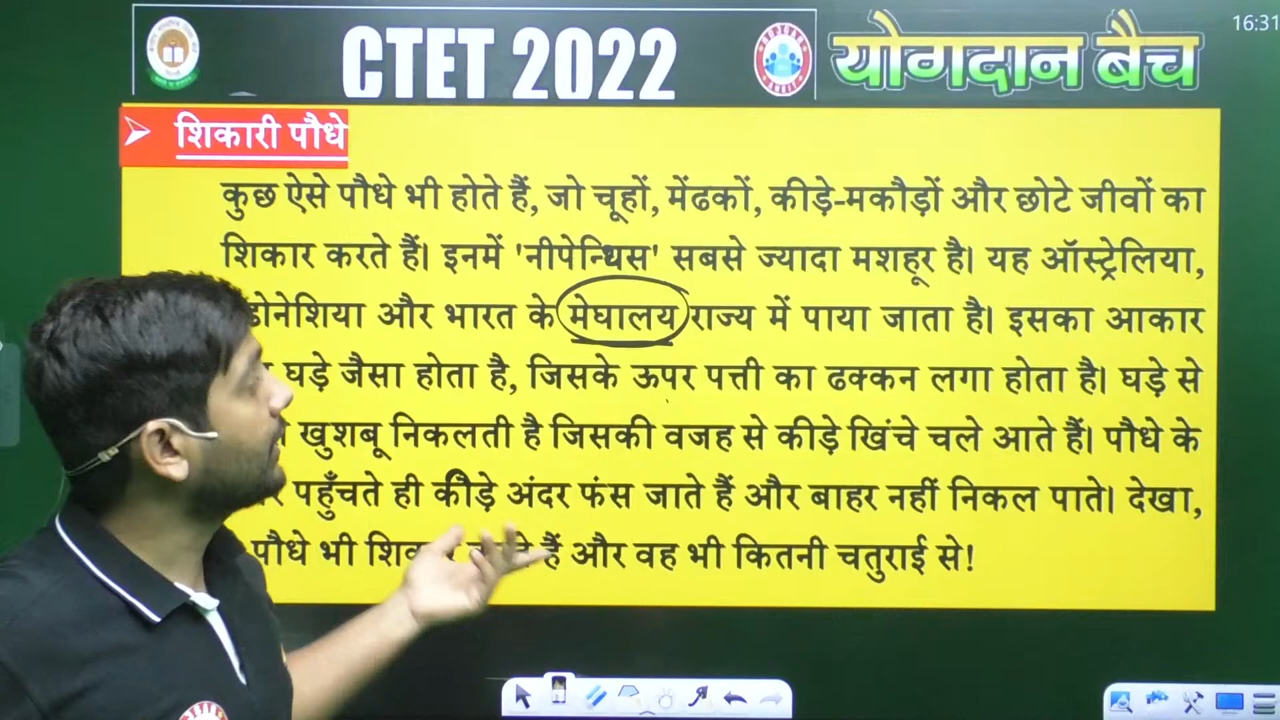 CTET 2022
योगदान बैच
16:31
शिकारी पौधे
कुछ ऐसे पौधे भी होते हैं, जो चूहों, मेंढकों, कीड़े-मकौड़ों और छोटे जीवों का
शिकार करते हैं। इनमें 'नीपेन्थिस' सबसे ज्यादा मशहूर है। यह ऑस्ट्रेलिया,
डोनेशिया और भारत के मेघालय राज्य में पाया जाता है। इसका आकार
घड़े जैसा होता है, जिसके ऊपर पत्ती का ढक्कन लगा होता है। घड़े से
खुशबू निकलती है जिसकी वजह से कीड़े खिंचे चले आते हैं। पौधे के
पहुँचते ही कीड़े अंदर फंस जाते हैं और बाहर नहीं निकल पाते। देखा,
पौधे भी हैं और वह भी कितनी चतुराई से!